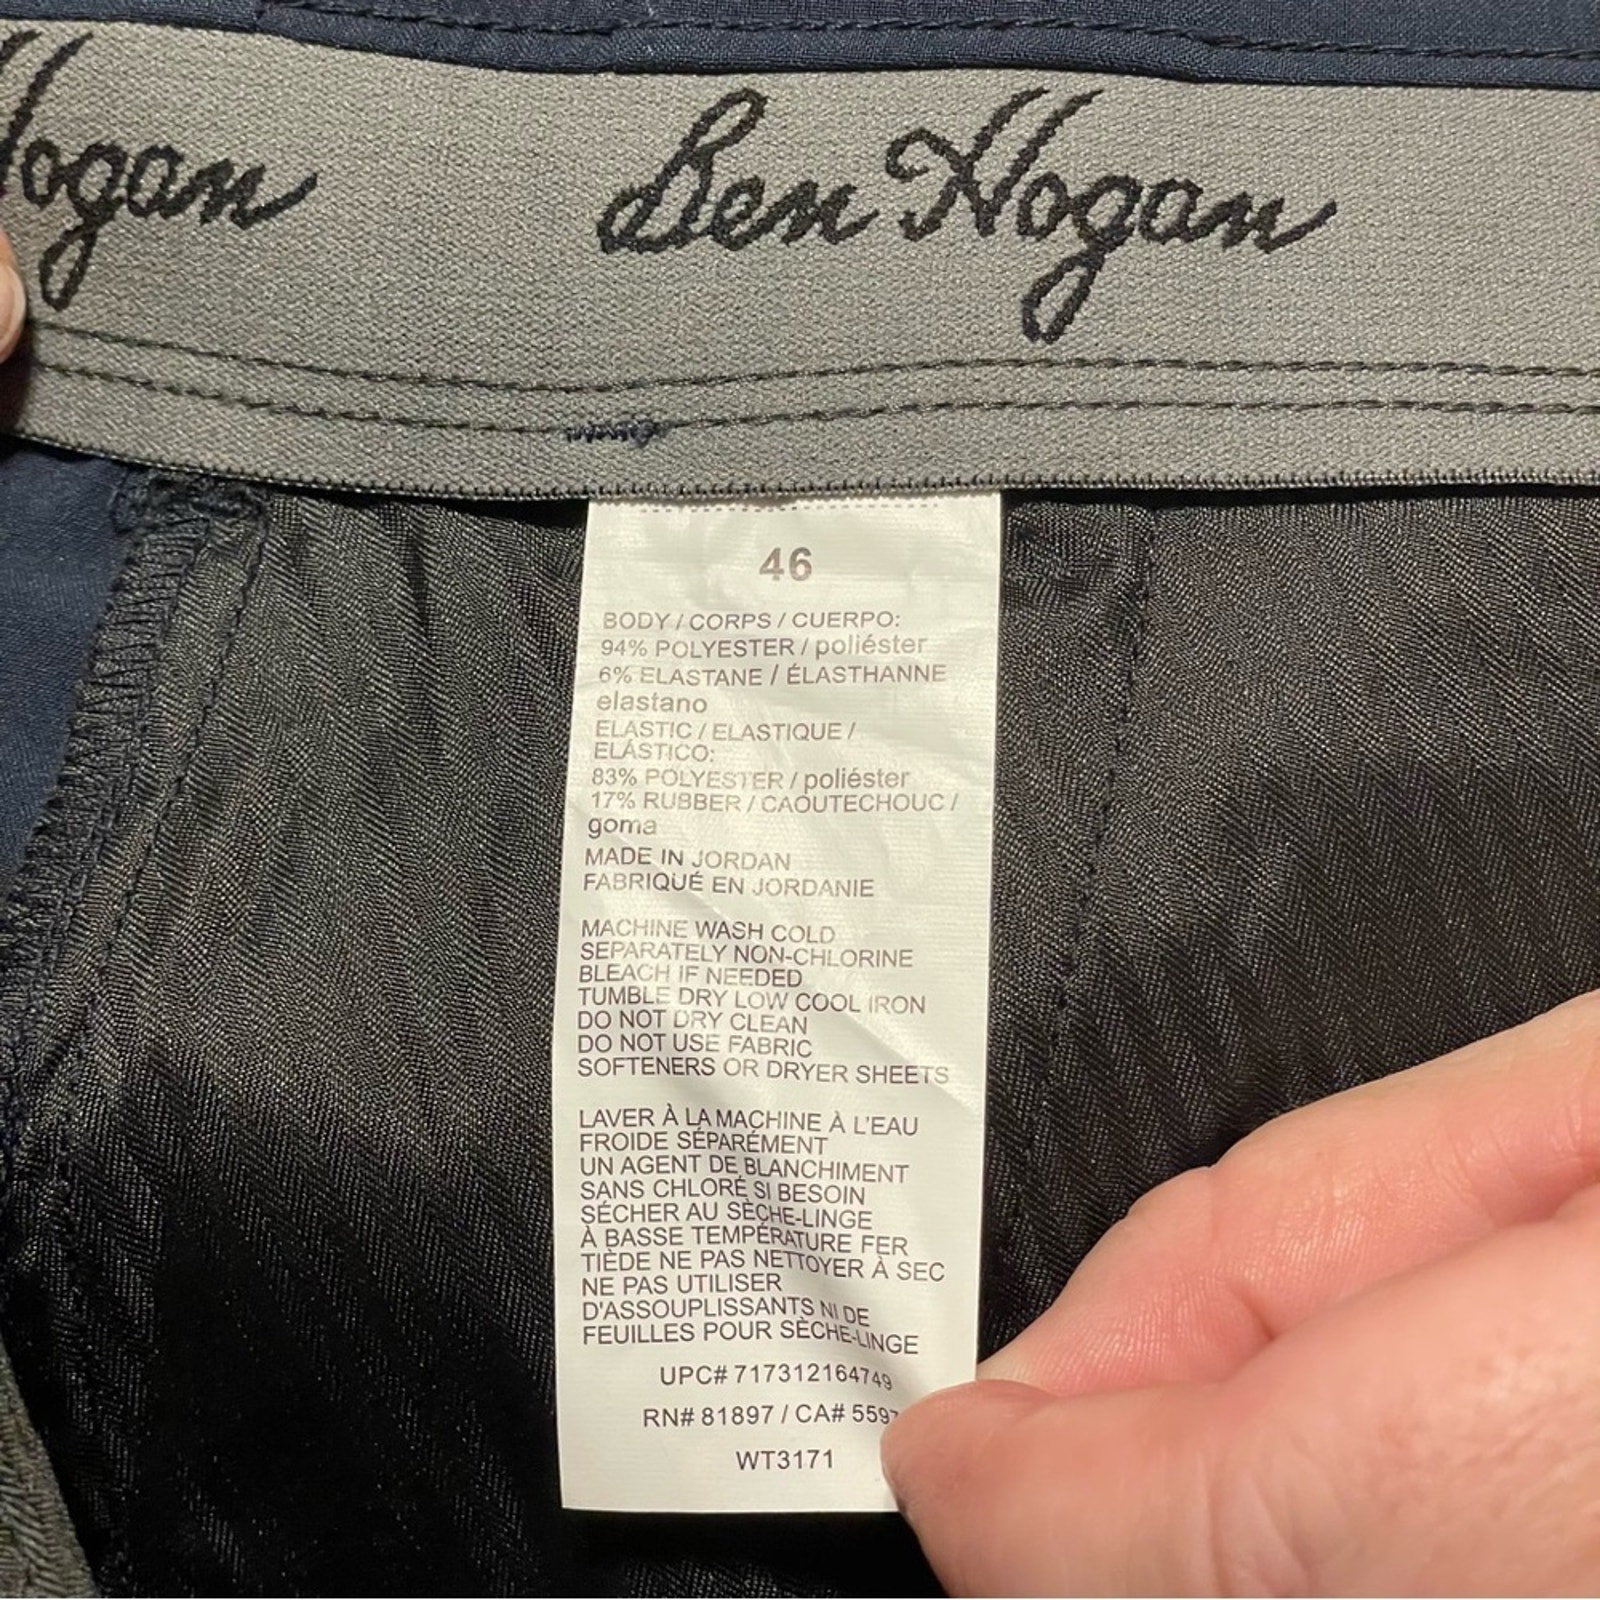 Hogan
Ben Hogan
46
BODY / CORPS / CUERPO:
94% POLYESTER / poliéster
6% ELASTANE / ÉLASTHANNE
elastano
ELASTIC / ELASTIQUE /
ELÁSTICO:
83% POLYESTER / poliéster
17% RUBBER / CAOUTECHOUC /
goma
MADE IN JORDAN
FABRIQUÉ EN JORDANIE
MACHINE WASH COLD
SEPARATELY NON-CHLORINE
BLEACH IF NEEDED
TUMBLE DRY LOW COOL IRON
DO NOT DRY CLEAN
DO NOT USE FABRIC
SOFTENERS OR DRYER SHEETS
LAVER À LA MACHINE À L'EAU
FROIDE SÉPARÉMENT
UN AGENT DE BLANCHIMENT
SANS CHLORE SI BESOIN
SÉCHER AU SÈCHE-LINGE
À BASSE TEMPÉRATURE FER
TIÈDE NE PAS NETTOYER À SEC
NE PAS UTILISER
D'ASSOUPLISSANTS NI DE
FEUILLES POUR SÈCHE-LINGE
UPC# 717312164749
RN# 81897 / CA# 5597
WT3171